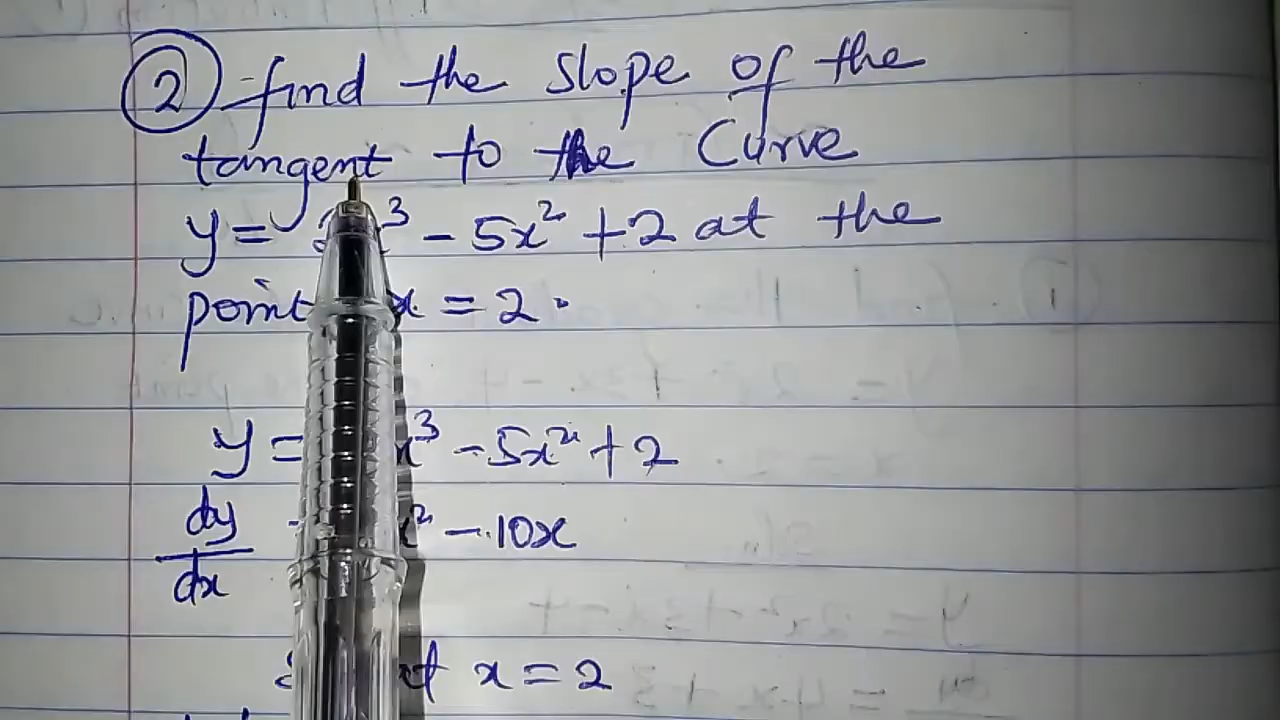 2 find the slope of the
tangent to the curve
y = x³ - 5x² + 2 at the
point x = 2.
y = x³ - 5x² + 2
dy
dx
x² - 10x
at x = 2